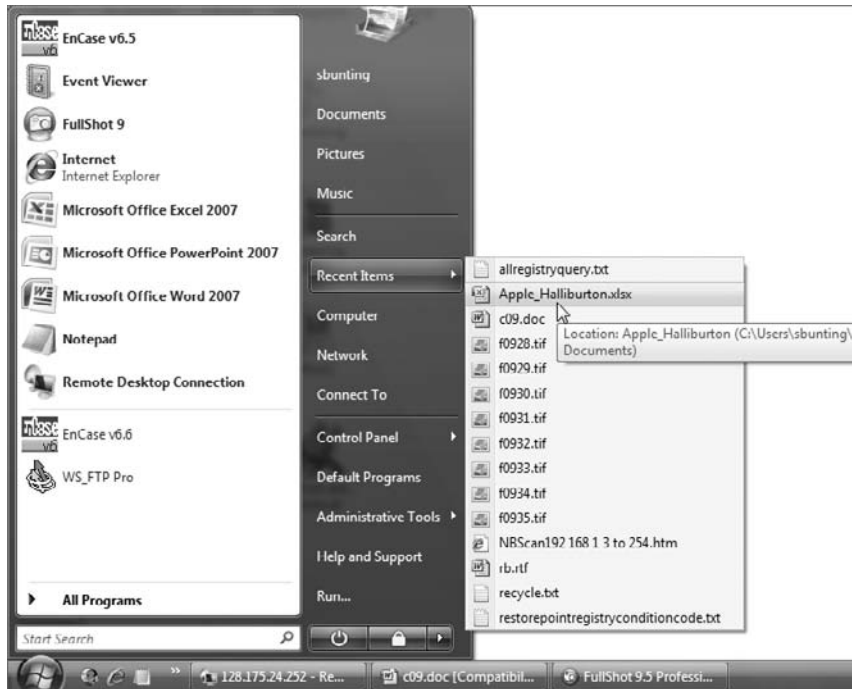 EnCase v6.5
Event Viewer
FullShot 9
Internet
Internet Explorer
Microsoft Office Excel 2007
Microsoft Office PowerPoint 2007
Microsoft Office Word 2007
Notepad
Remote Desktop Connection
EnCase v6.6
WS_FTP Pro
All Programs
Start Search
sbunting
Documents
Pictures
Music
Search
Recent Items
Computer
Network
Connect To
Control Panel
Default Programs
Administrative Tools
Help and Support
Run...
allregistryquery.txt
Apple_Halliburton.xlsx
c09.doc
Location: Apple_Halliburton (C:\Users\sbunting\
Documents)
f0928.tif
f0929.tif
f0930.tif
f0931.tif
f0932.tif
f0933.tif
f0934.tif
f0935.tif
NBScan192 168 1 3 to 254.htm
rb.rtf
recycle.txt
restorepointregistryconditioncode.txt
128.175.24.252 - Re...
c09.doc [Compatibil...
FullShot 9.5 Professi...